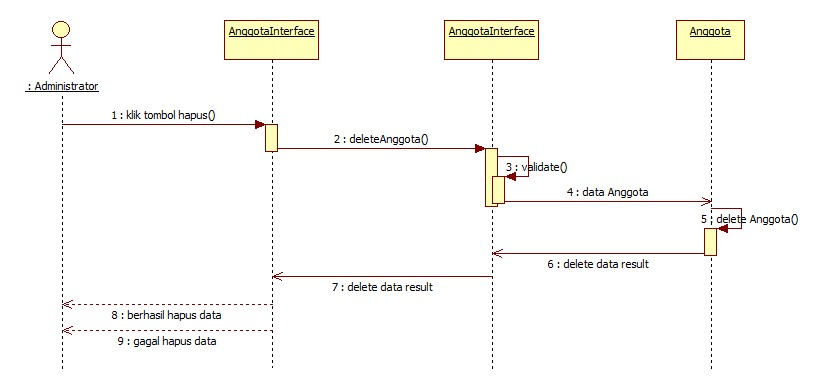 AnggotaInterface
AnggotaInterface
Anggota
: Administrator
1 : klik tombol hapus()
2 : deleteAnggota()
3 : validate()
4 : data Anggota
5 : delete Anggota()
6 : delete data result
7 : delete data result
8 : berhasil hapus data
9 : gagal hapus data